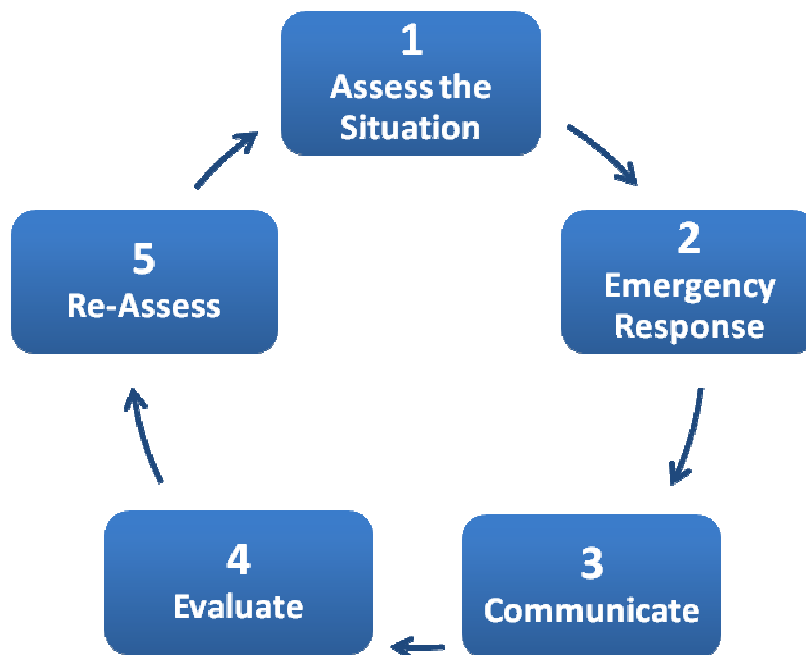 1
Assess the
Situation
2
Emergency
Response
3
Communicate
4
Evaluate
5
Re-Assess